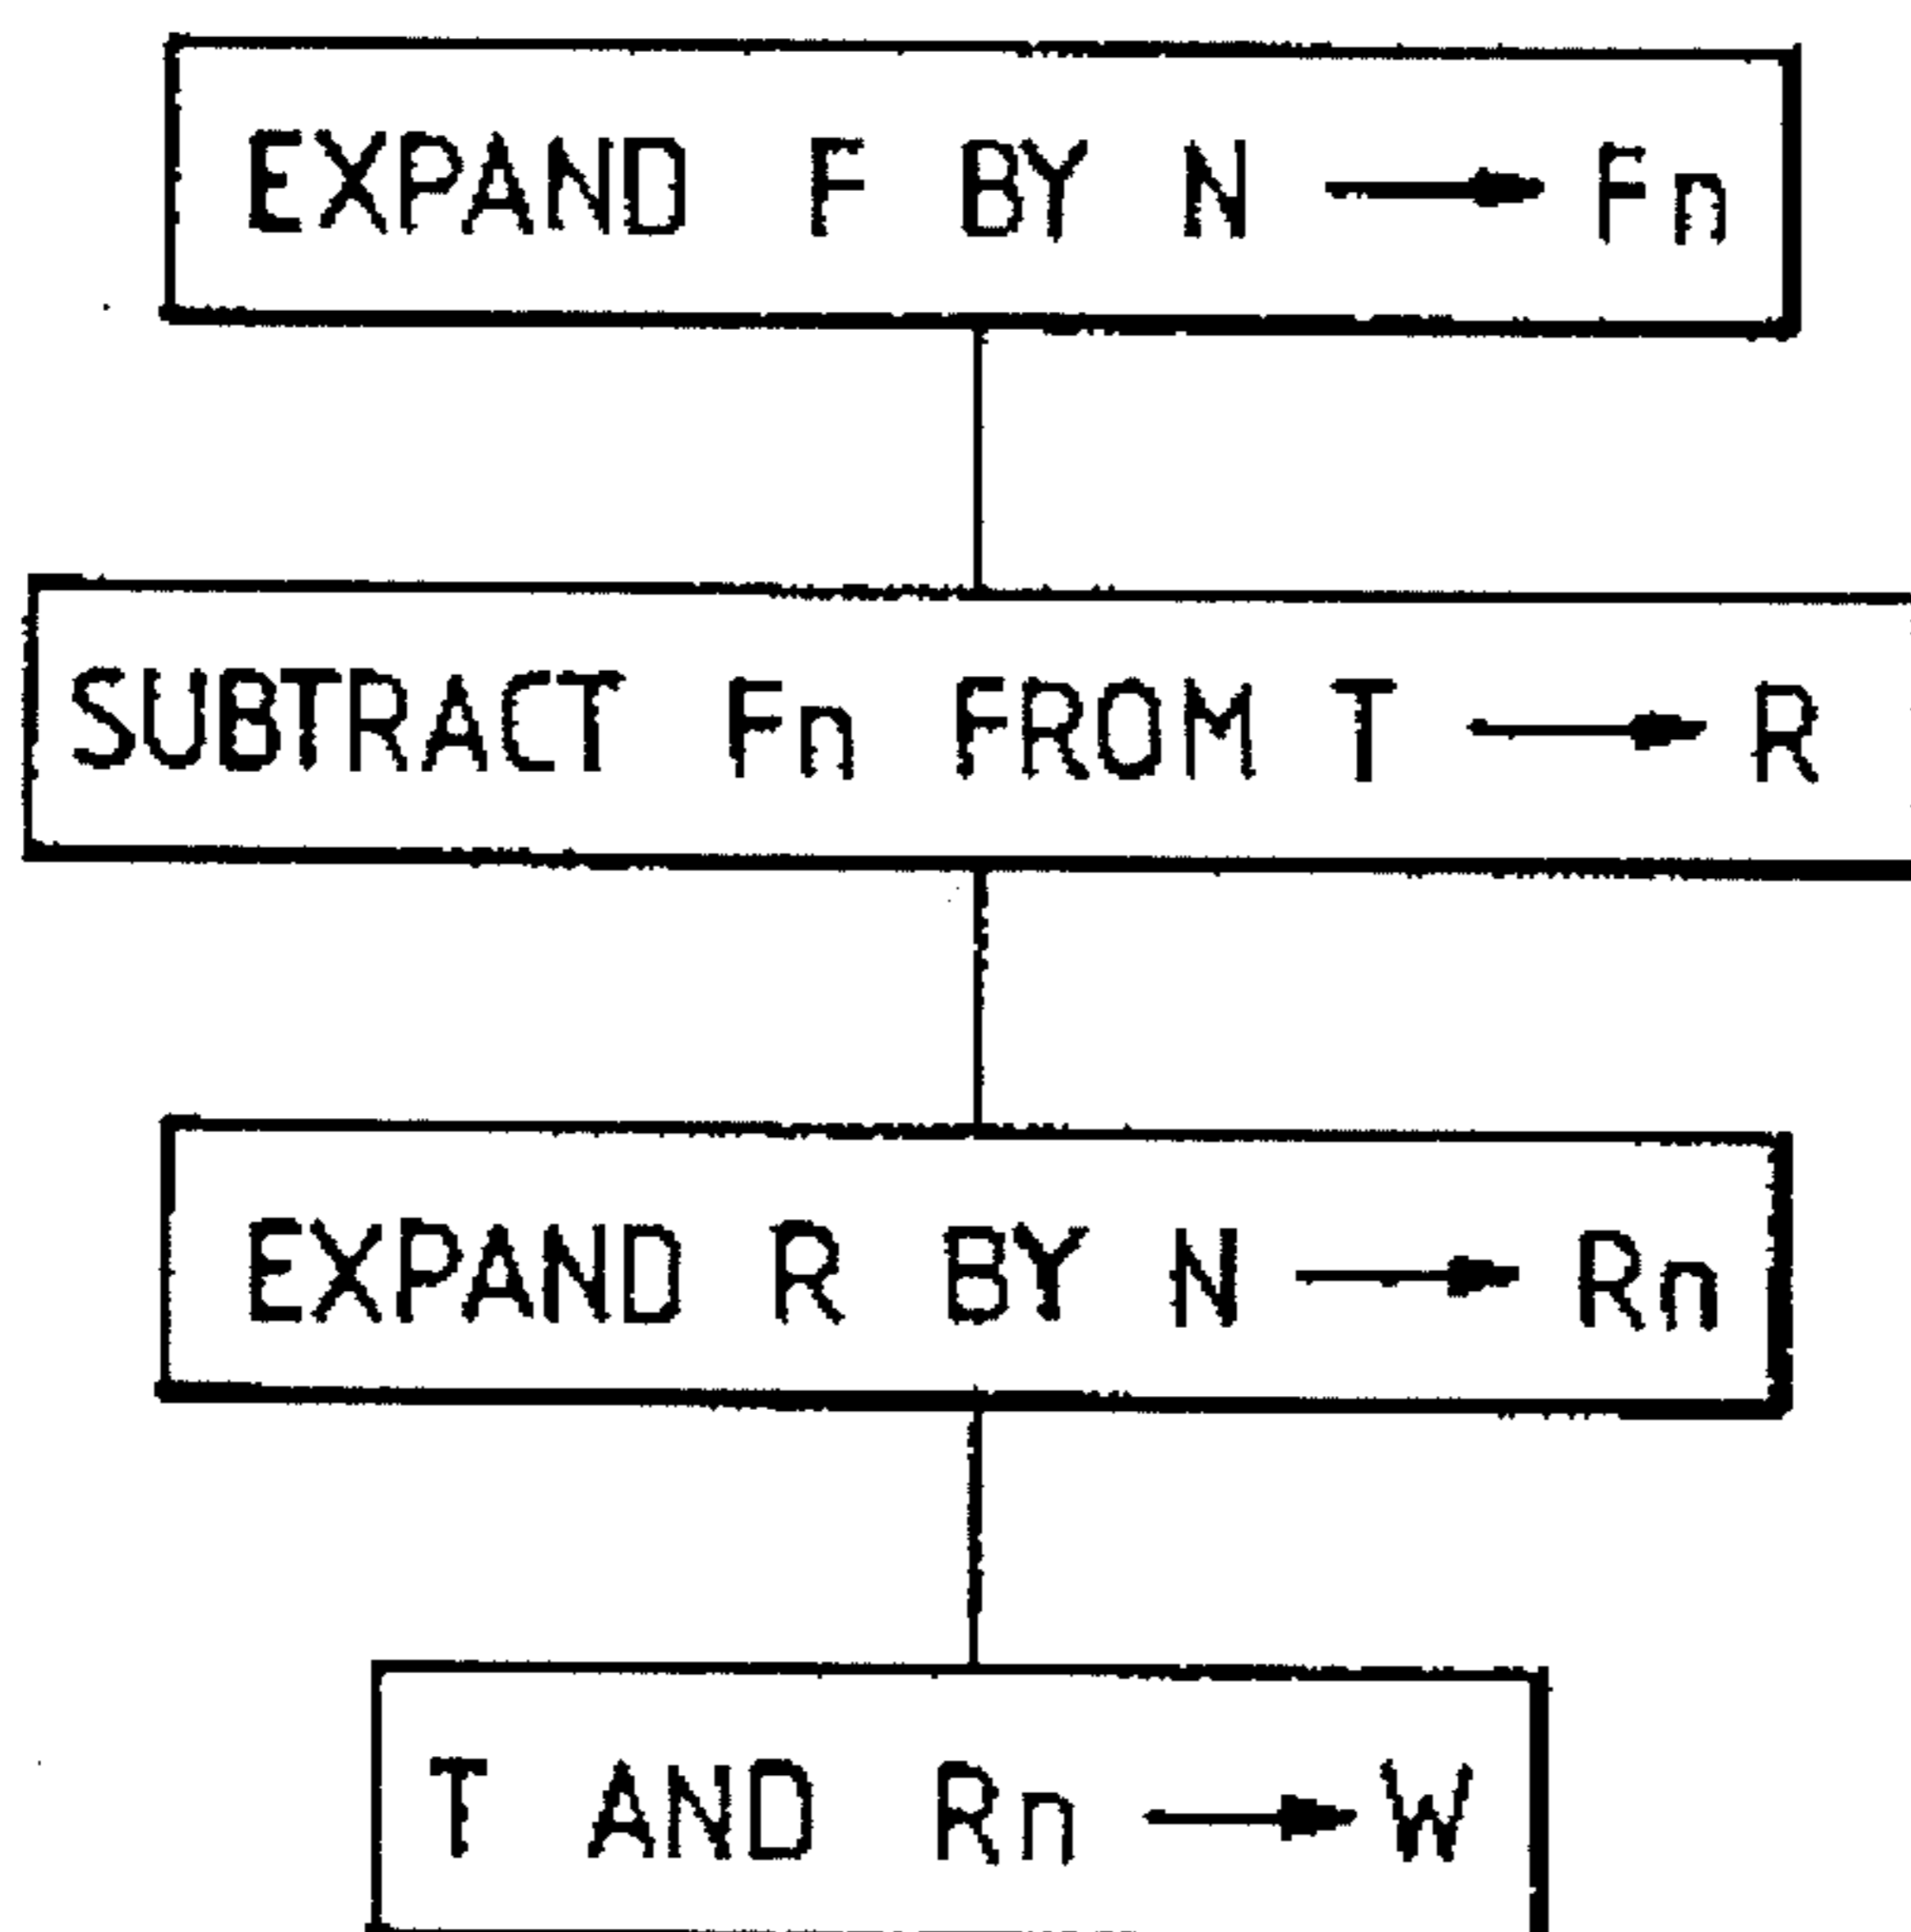 EXPAND F BY N → Fn
SUBTRACT Fn FROM T → R
EXPAND R BY N → Rn
T AND Rn → W